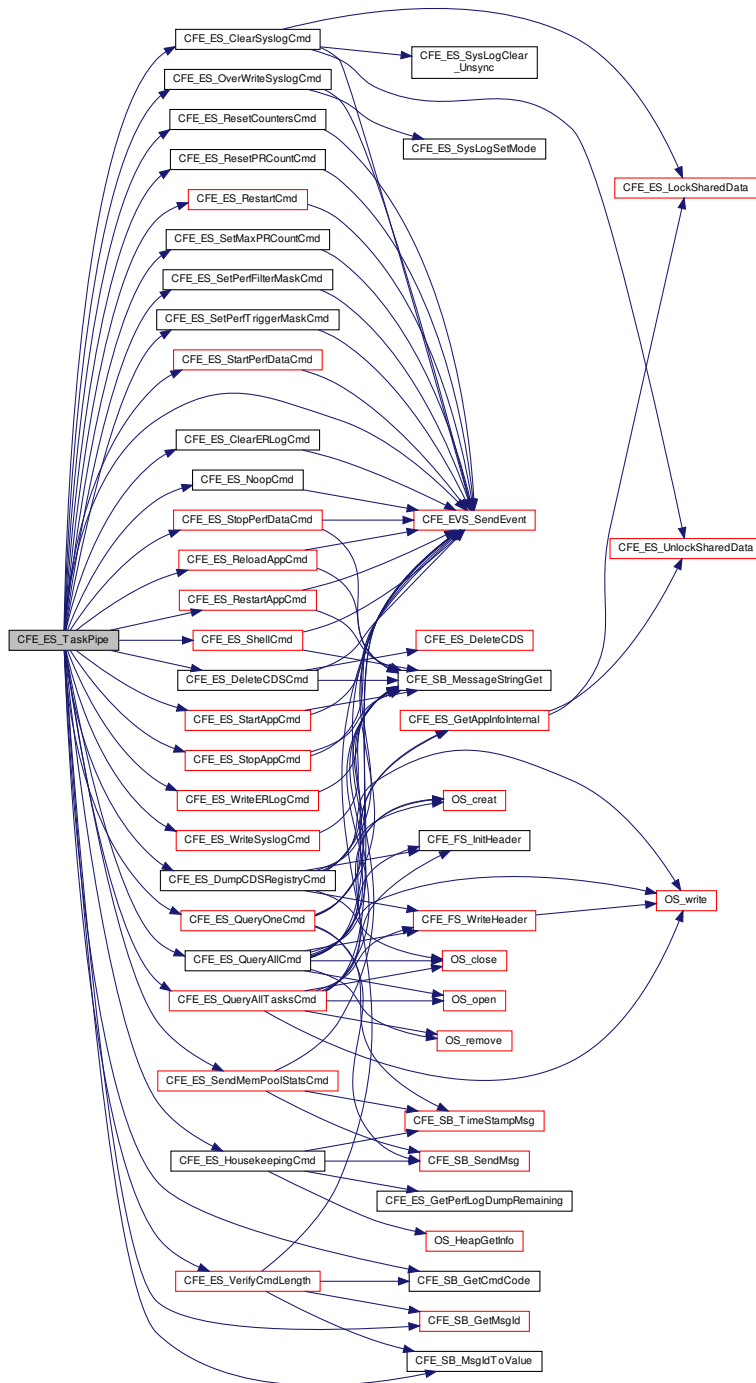 CFE_ES_TaskPipe
CFE_ES_ClearSyslogCmd
CFE_ES_OverWriteSyslogCmd
CFE_ES_ResetCountersCmd
CFE_ES_ResetPRCountCmd
CFE_ES_RestartCmd
CFE_ES_SetMaxPRCountCmd
CFE_ES_SetPerfFilterMaskCmd
CFE_ES_SetPerfTriggerMaskCmd
CFE_ES_StartPerfDataCmd
CFE_ES_ClearERLogCmd
CFE_ES_NoopCmd
CFE_ES_StopPerfDataCmd
CFE_ES_ReloadAppCmd
CFE_ES_RestartAppCmd
CFE_ES_ShellCmd
CFE_ES_DeleteCDSCmd
CFE_ES_StartAppCmd
CFE_ES_StopAppCmd
CFE_ES_WriteERLogCmd
CFE_ES_WriteSyslogCmd
CFE_ES_DumpCDSRegistryCmd
CFE_ES_QueryOneCmd
CFE_ES_QueryAllCmd
CFE_ES_QueryAllTasksCmd
CFE_ES_SendMemPoolStatsCmd
CFE_ES_HousekeepingCmd
CFE_ES_VerifyCmdLength
CFE_ES_SysLogClear
_Unsync
CFE_ES_SysLogSetMode
CFE_EVS_SendEvent
CFE_ES_DeleteCDS
CFE_SB_MessageStringGet
CFE_ES_GetAppInfoInternal
OS_creat
CFE_FS_InitHeader
CFE_FS_WriteHeader
OS_close
OS_open
OS_remove
CFE_SB_TimeStampMsg
CFE_SB_SendMsg
CFE_ES_GetPerfLogDumpRemaining
OS_HeapGetInfo
CFE_SB_GetCmdCode
CFE_SB_GetMsgId
CFE_SB_MsgIdToValue
CFE_ES_LockSharedData
CFE_ES_UnlockSharedData
OS_write